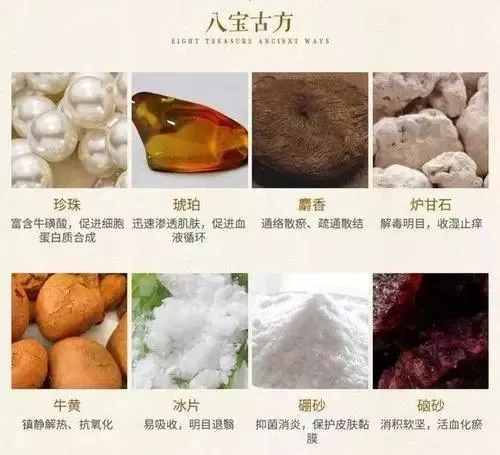 八宝古方
EIGHT TREASURE ANCIENT WAYS
珍珠
富含牛磺酸，促进细胞
蛋白质合成
琥珀
迅速渗透肌肤，促进血
液循环
麝香
通络散瘀、疏通散结
炉甘石
解毒明目，收湿止痒
牛黄
镇静解热、抗氧化
冰片
易吸收，明目退翳
硼砂
抑菌消炎，保护皮肤黏
膜
硇砂
消积软坚，活血化瘀